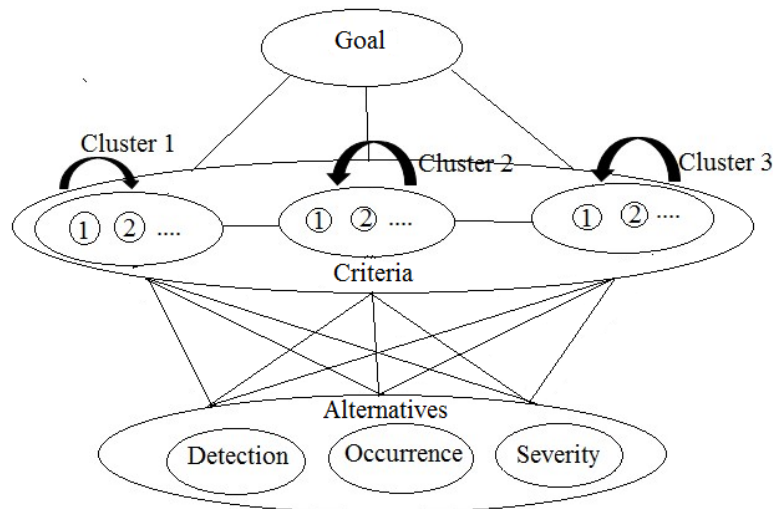 Goal
Cluster 1
Cluster 2
Cluster 3
1 2 ....
1 2 ....
1 2 ....
Criteria
Alternatives
Detection
Occurrence
Severity